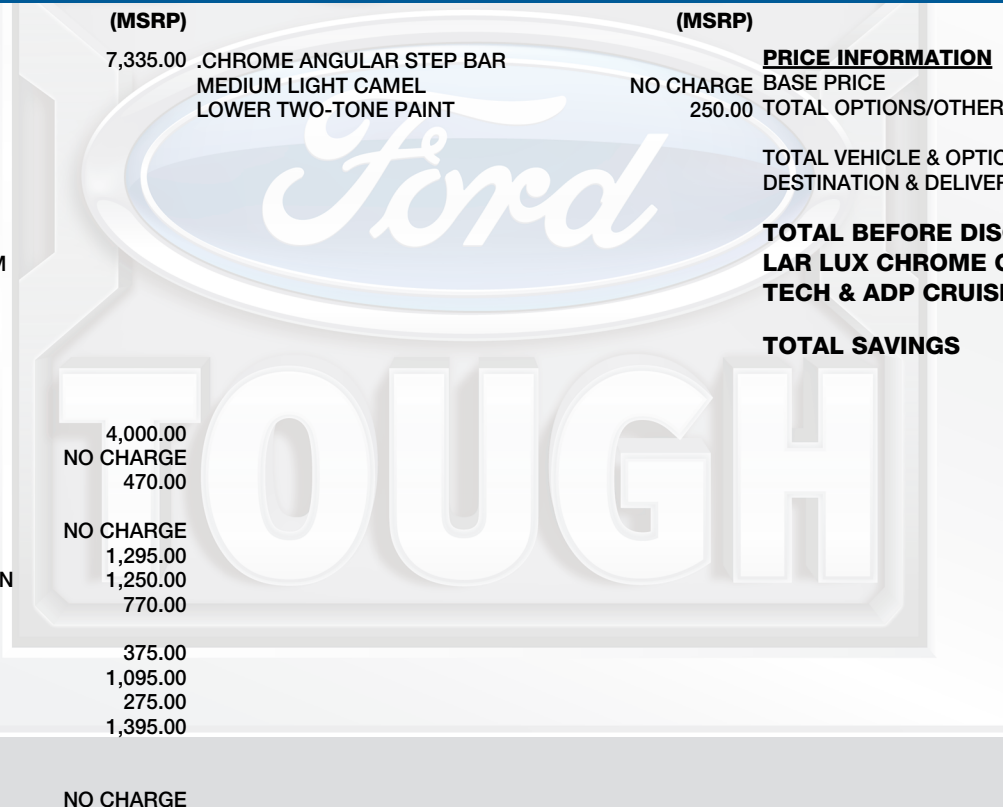 (MSRP) (MSRP)
7,335.00 .CHROME ANGULAR STEP BAR PRICE INFORMATION
MEDIUM LIGHT CAMEL NO CHARGE BASE PRICE
LOWER TWO-TONE PAINT 250.00 TOTAL OPTIONS/OTHER
TOTAL VEHICLE & OPTIO
DESTINATION & DELIVER
TOTAL BEFORE DIS
M LAR LUX CHROME
TECH & ADP CRUIS
TOTAL SAVINGS
Ford
TOUGH
4,000.00
NO CHARGE
470.00
NO CHARGE
1,295.00
N 1,250.00
770.00
375.00
1,095.00
275.00
1,395.00
NO CHARGE